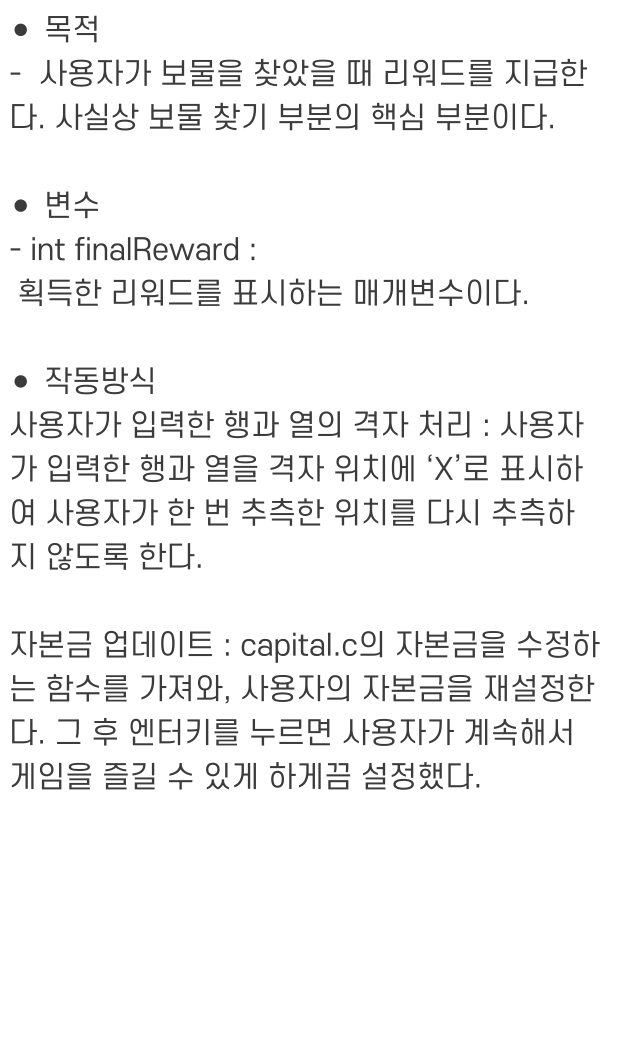 ● 목적
- 사용자가 보물을 찾았을 때 리워드를 지급한
다. 사실상 보물 찾기 부분의 핵심 부분이다.
● 변수
- int finalReward :
획득한 리워드를 표시하는 매개변수이다.
● 작동방식
사용자가 입력한 행과 열의 격자 처리 : 사용자
가 입력한 행과 열을 격자 위치에 ‘X’로 표시하
여 사용자가 한 번 추측한 위치를 다시 추측하
지 않도록 한다.
자본금 업데이트 : capital.c의 자본금을 수정하
는 함수를 가져와, 사용자의 자본금을 재설정한
다. 그 후 엔터키를 누르면 사용자가 계속해서
게임을 즐길 수 있게 하게끔 설정했다.